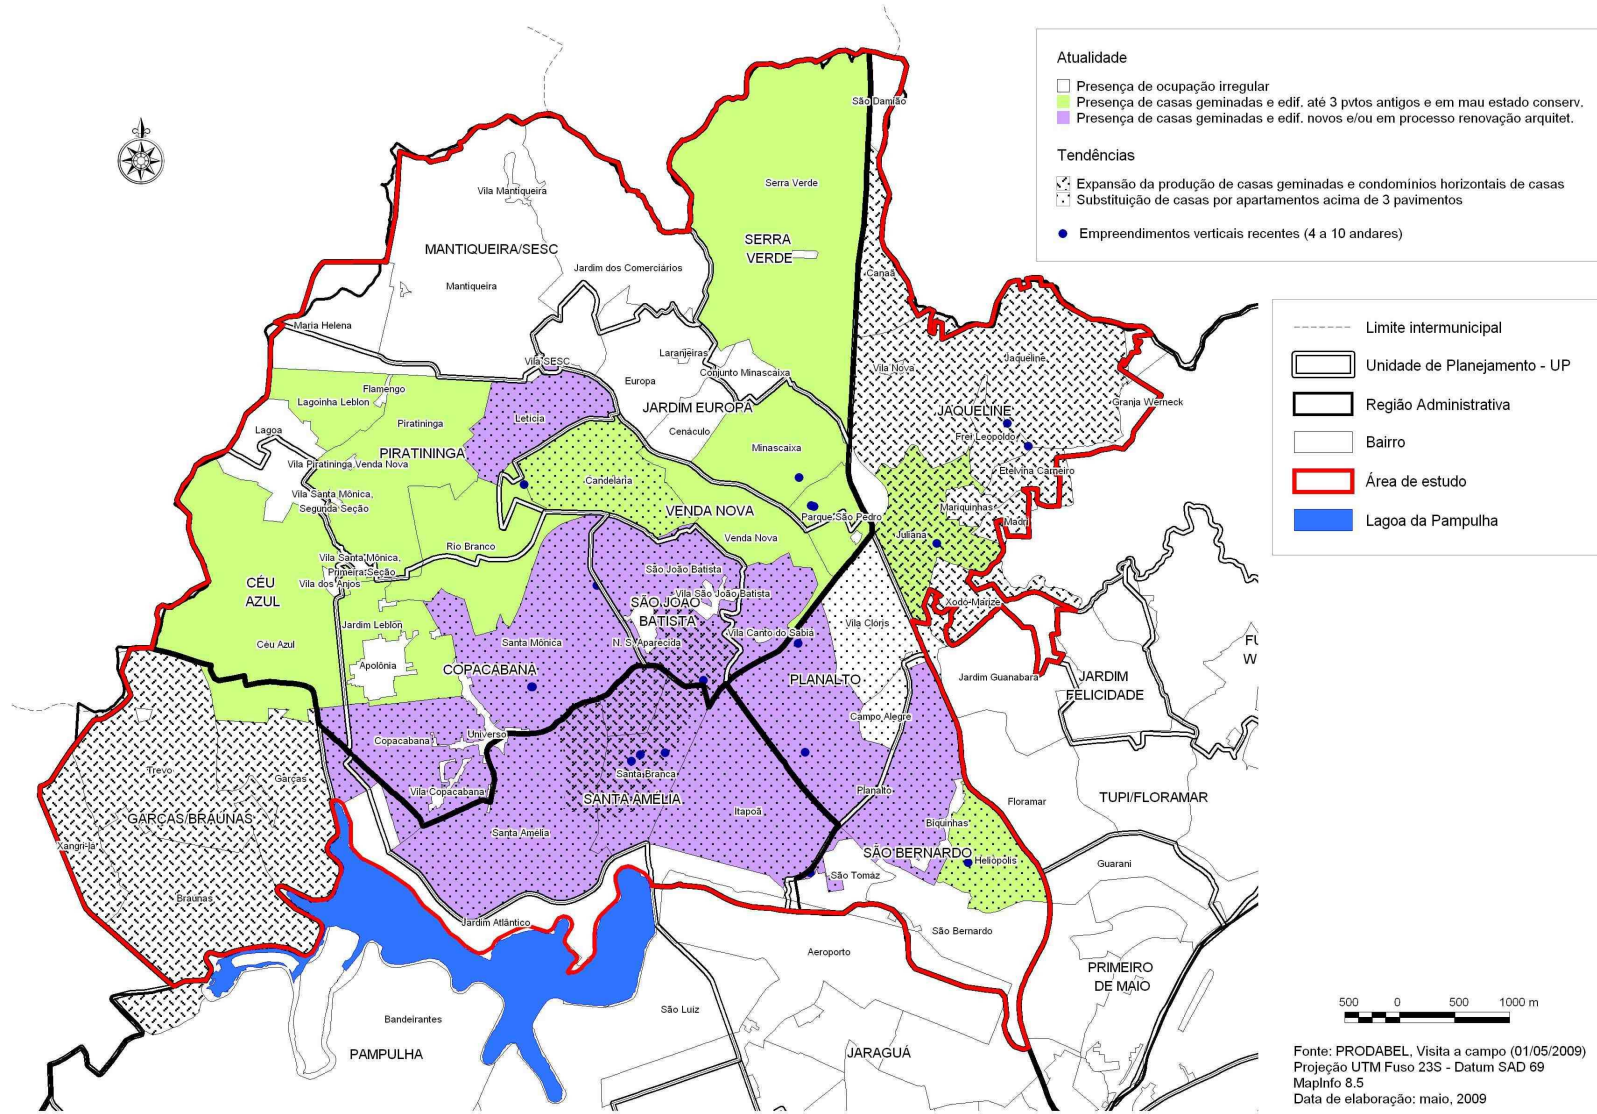 Atualidade
Presença de ocupação irregular
Presença de casas geminadas e edif. até 3 pvtos antigos e em mau estado conserv.
Presença de casas geminadas e edif. novos e/ou em processo renovação arquitet.
Tendências
Expansão da produção de casas geminadas e condomínios horizontais de casas
Substituição de casas por apartamentos acima de 3 pavimentos
Empreendimentos verticais recentes (4 a 10 andares)
Limite intermunicipal
Unidade de Planejamento - UP
Região Administrativa
Bairro
Área de estudo
Lagoa da Pampulha
São Damião
Serra Verde
Vila Mantiqueira
SERRA
VERDE
MANTIQUEIRA/SESC
Jardim dos Comerciários
Canaã
Mantiqueira
Maria Helena
Laranjeiras
Vila SESC
Jaqueline
Vila Nova
Conjunto Minascaixa
Europa
Flamengo
Lagoinha Leblon
Granja Werneck
JARDIM EUROPA
JAQUELINE
Letícia
Piratininga
Lagoa
Cenáculo
Frei Leopoldo
Minascaixa
PIRATININGA
Vila Piratininga Venda Nova
Etelvina Carneiro
Candelária
Vila Santa Mônica,
Segunda Seção
Mariquinhas
VENDA NOVA
Parque São Pedro
Madri
Juliana
Venda Nova
Rio Branco
Vila Santa Mônica,
Primeira Seção
Vila dos Anjos
CÉU
AZUL
São João Batista
Vila São João Batista
SÃO JOÃO
BATISTA
Xodo-Marize
Jardim Leblon
Vila Clóris
Vila Canto do Sabiá
Céu Azul
Santa Mônica
N. S. Aparecida
Apolônia
COPACABANA
PLANALTO
Jardim Guanabara
JARDIM
FELICIDADE
FU
W
Campo Alegre
Universo
Copacabana
Trevo
Garças
Santa Branca
Vila Copacabana
Planalto
SANTA AMÉLIA
Floramar
TUPI/FLORAMAR
Itapoã
GARÇAS/BRAÚNAS
Biquinhas
Santa Amélia
Xangri-lá
SÃO BERNARDO
Heliópolis
Guarani
São Tomaz
Braúnas
Jardim Atlântico
São Bernardo
Aeroporto
PRIMEIRO
DE MAIO
São Luiz
Bandeirantes
PAMPULHA
JARAGUÁ
500 0 500 1000 m
Fonte: PRODABEL, Visita a campo (01/05/2009)
Projeção UTM Fuso 23S - Datum SAD 69
MapInfo 8.5
Data de elaboração: maio, 2009